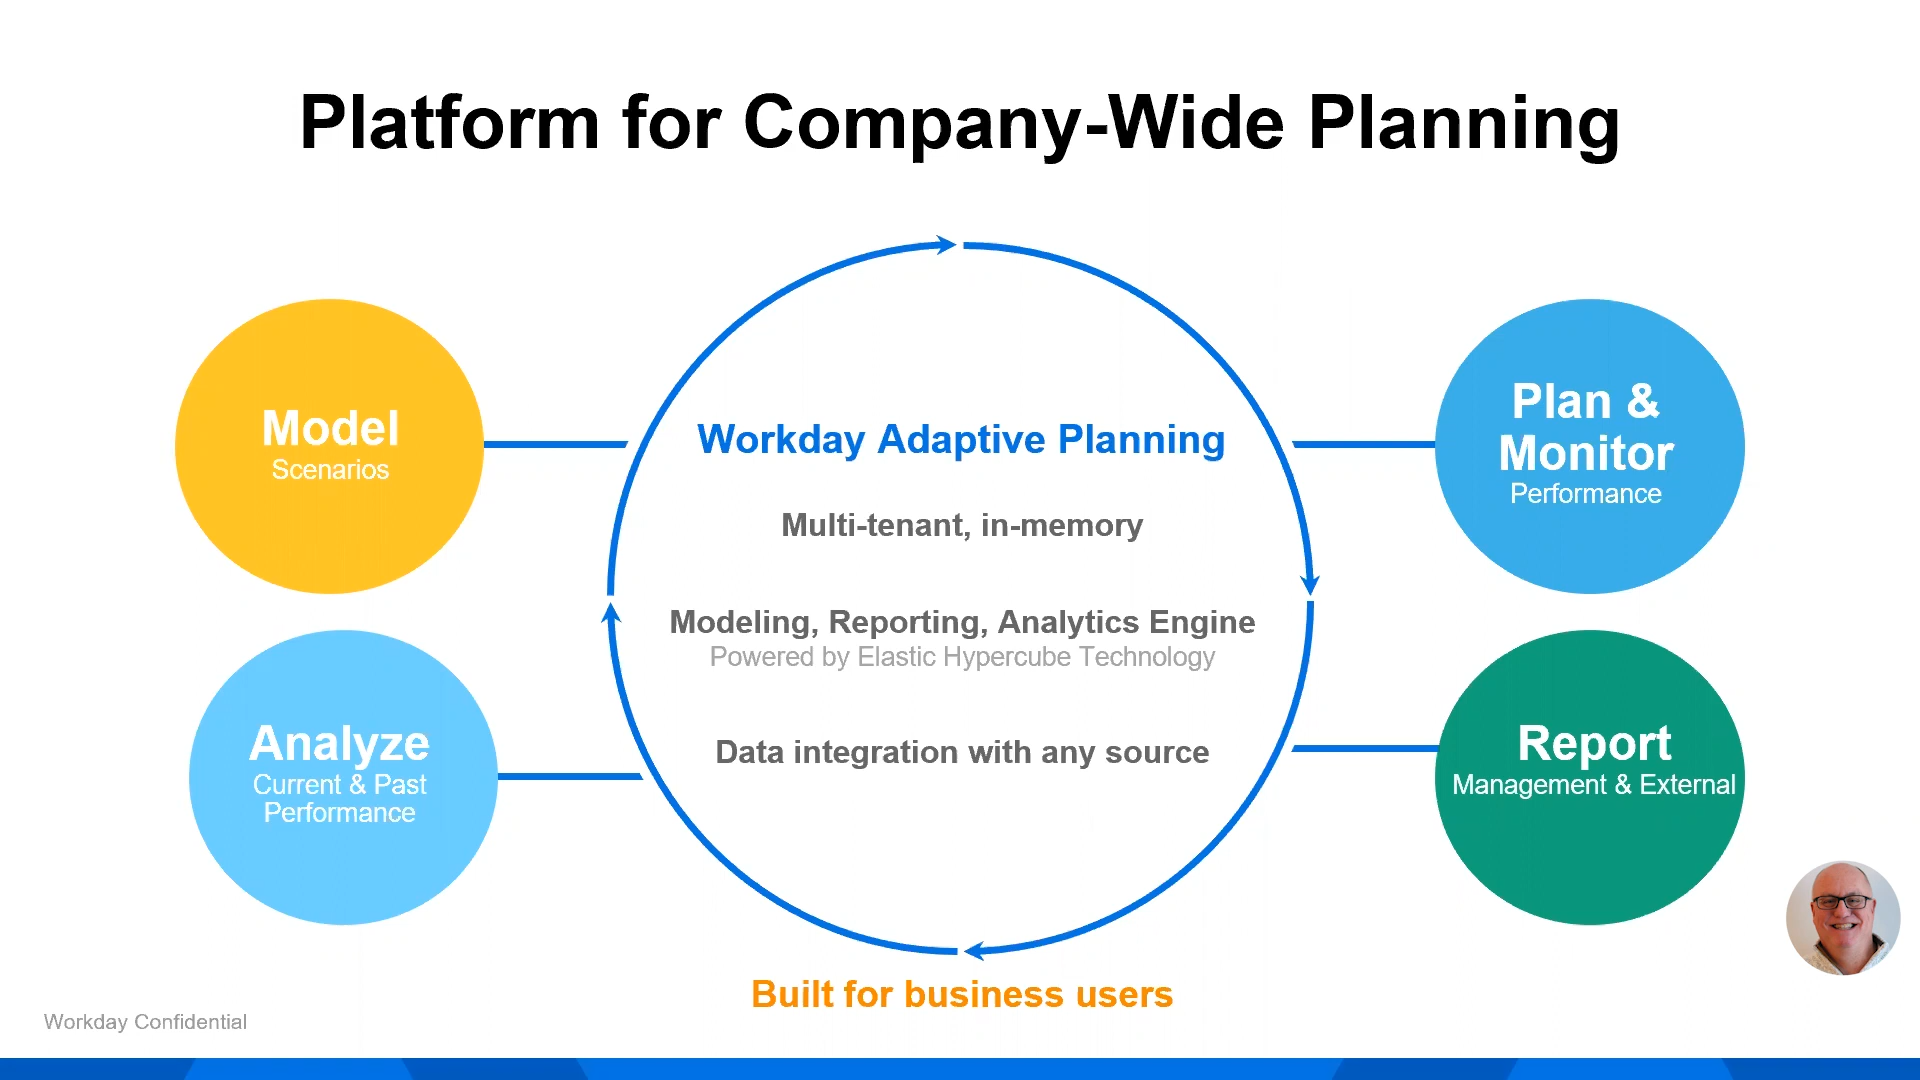 Platform for Company-Wide Planning
Model
Scenarios
Analyze
Current & Past
Performance
Workday Adaptive Planning
Multi-tenant, in-memory
Modeling, Reporting, Analytics Engine
Powered by Elastic Hypercube Technology
Data integration with any source
Plan &
Monitor
Performance
Report
Management & External
Built for business users
Workday Confidential